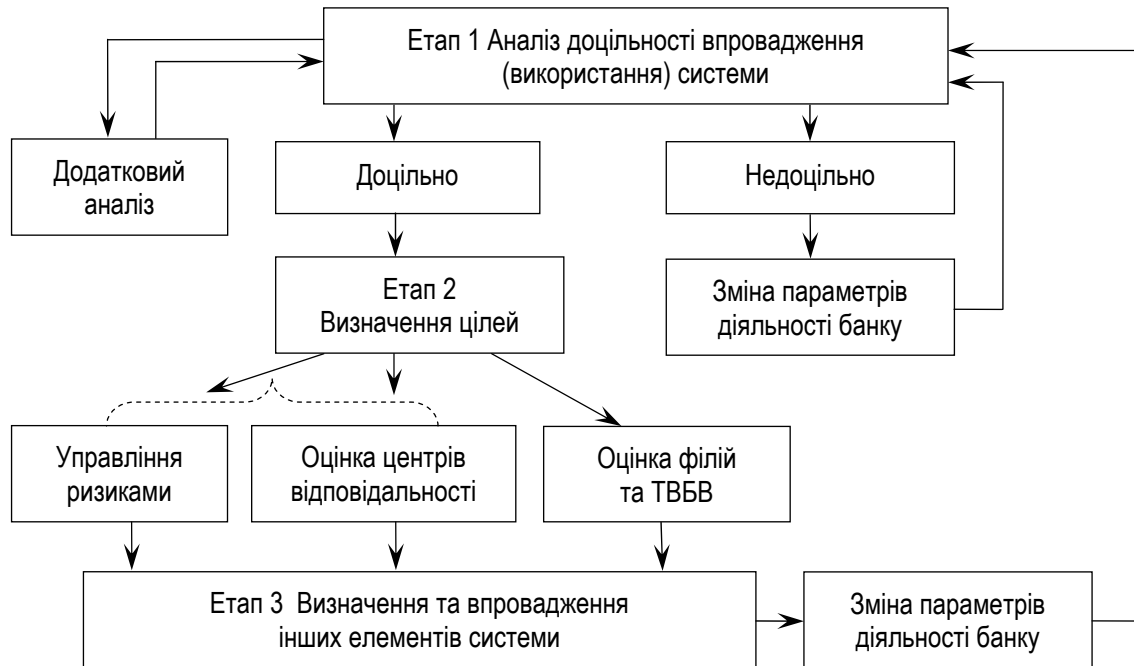 Етап 1 Аналіз доцільності впровадження
(використання) системи
Додатковий
аналіз
Доцільно
Недоцільно
Етап 2
Визначення цілей
Зміна параметрів
діяльності банку
Управління
ризиками
Оцінка центрів
відповідальності
Оцінка філій
та ТВБВ
Етап 3 Визначення та впровадження
інших елементів системи
Зміна параметрів
діяльності банку